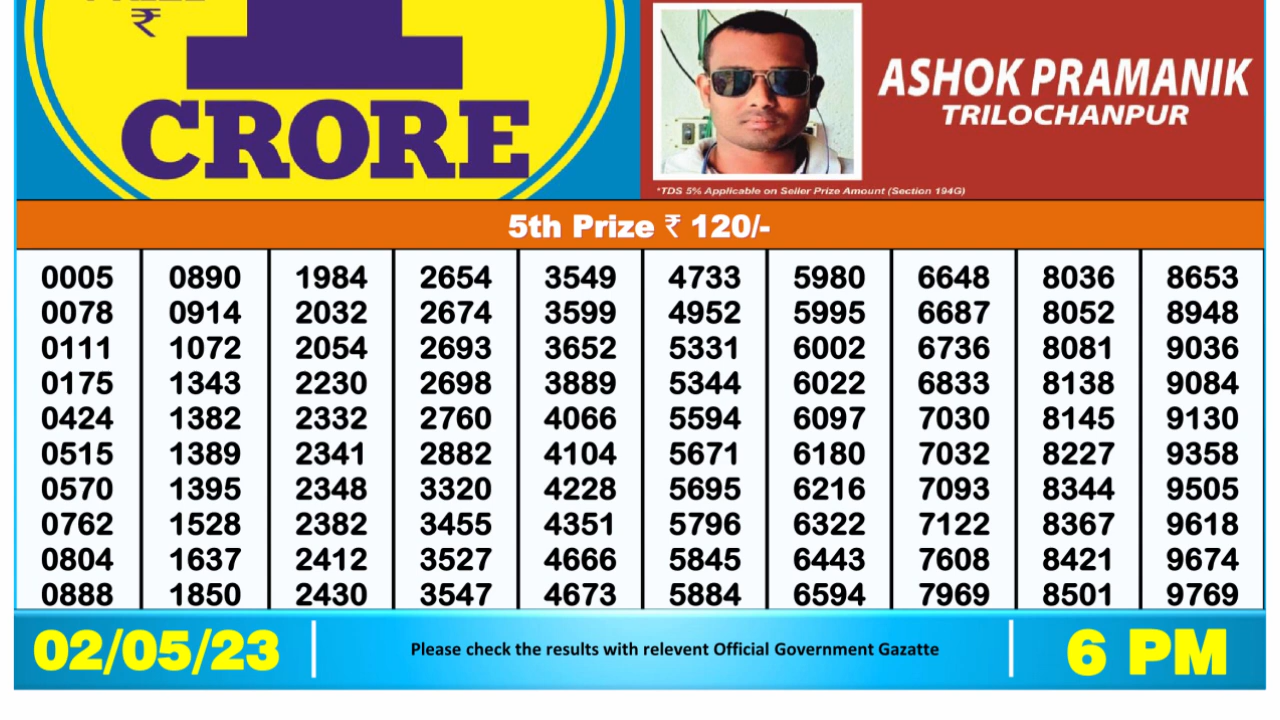 ₹
1
CRORE
ASHOK PRAMANIK
TRILOCHANPUR
*TDS 5% Applicable on Seller Prize Amount (Section 194G)
5th Prize ₹ 120/-
0005 0890 1984 2654 3549 4733 5980 6648 8036 8653
0078 0914 2032 2674 3599 4952 5995 6687 8052 8948
0111 1072 2054 2693 3652 5331 6002 6736 8081 9036
0175 1343 2230 2698 3889 5344 6022 6833 8138 9084
0424 1382 2332 2760 4066 5594 6097 7030 8145 9130
0515 1389 2341 2882 4104 5671 6180 7032 8227 9358
0570 1395 2348 3320 4228 5695 6216 7093 8344 9505
0762 1528 2382 3455 4351 5796 6322 7122 8367 9618
0804 1637 2412 3527 4666 5845 6443 7608 8421 9674
0888 1850 2430 3547 4673 5884 6594 7969 8501 9769
02/05/23 Please check the results with relevent Official Government Gazatte 6 PM